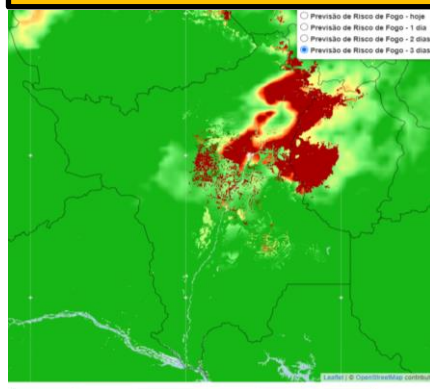 Previsão de Risco de Fogo - hoje
Previsão de Risco de Fogo - 1 dia
Previsão de Risco de Fogo - 2 dias
Previsão de Risco de Fogo - 3 dias
Leaflet | © OpenStreetMap contribut